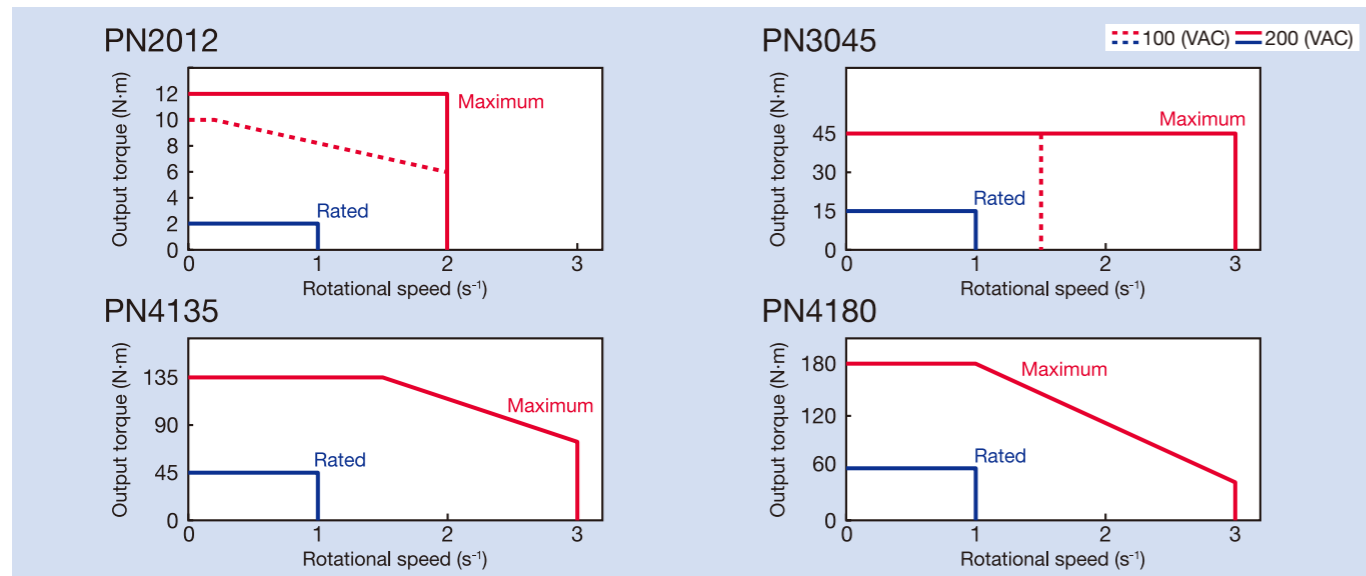 PN2012
Output torque (N·m)
12
10
8
6
4
2
0
Maximum
Rated
0 1 2 3
Rotational speed (s⁻¹)
PN3045
100 (VAC) 200 (VAC)
Output torque (N·m)
45
30
15
0
Maximum
Rated
0 1 2 3
Rotational speed (s⁻¹)
PN4135
Output torque (N·m)
135
90
45
0
Maximum
Rated
0 1 2 3
Rotational speed (s⁻¹)
PN4180
Output torque (N·m)
180
120
60
0
Maximum
Rated
0 1 2 3
Rotational speed (s⁻¹)